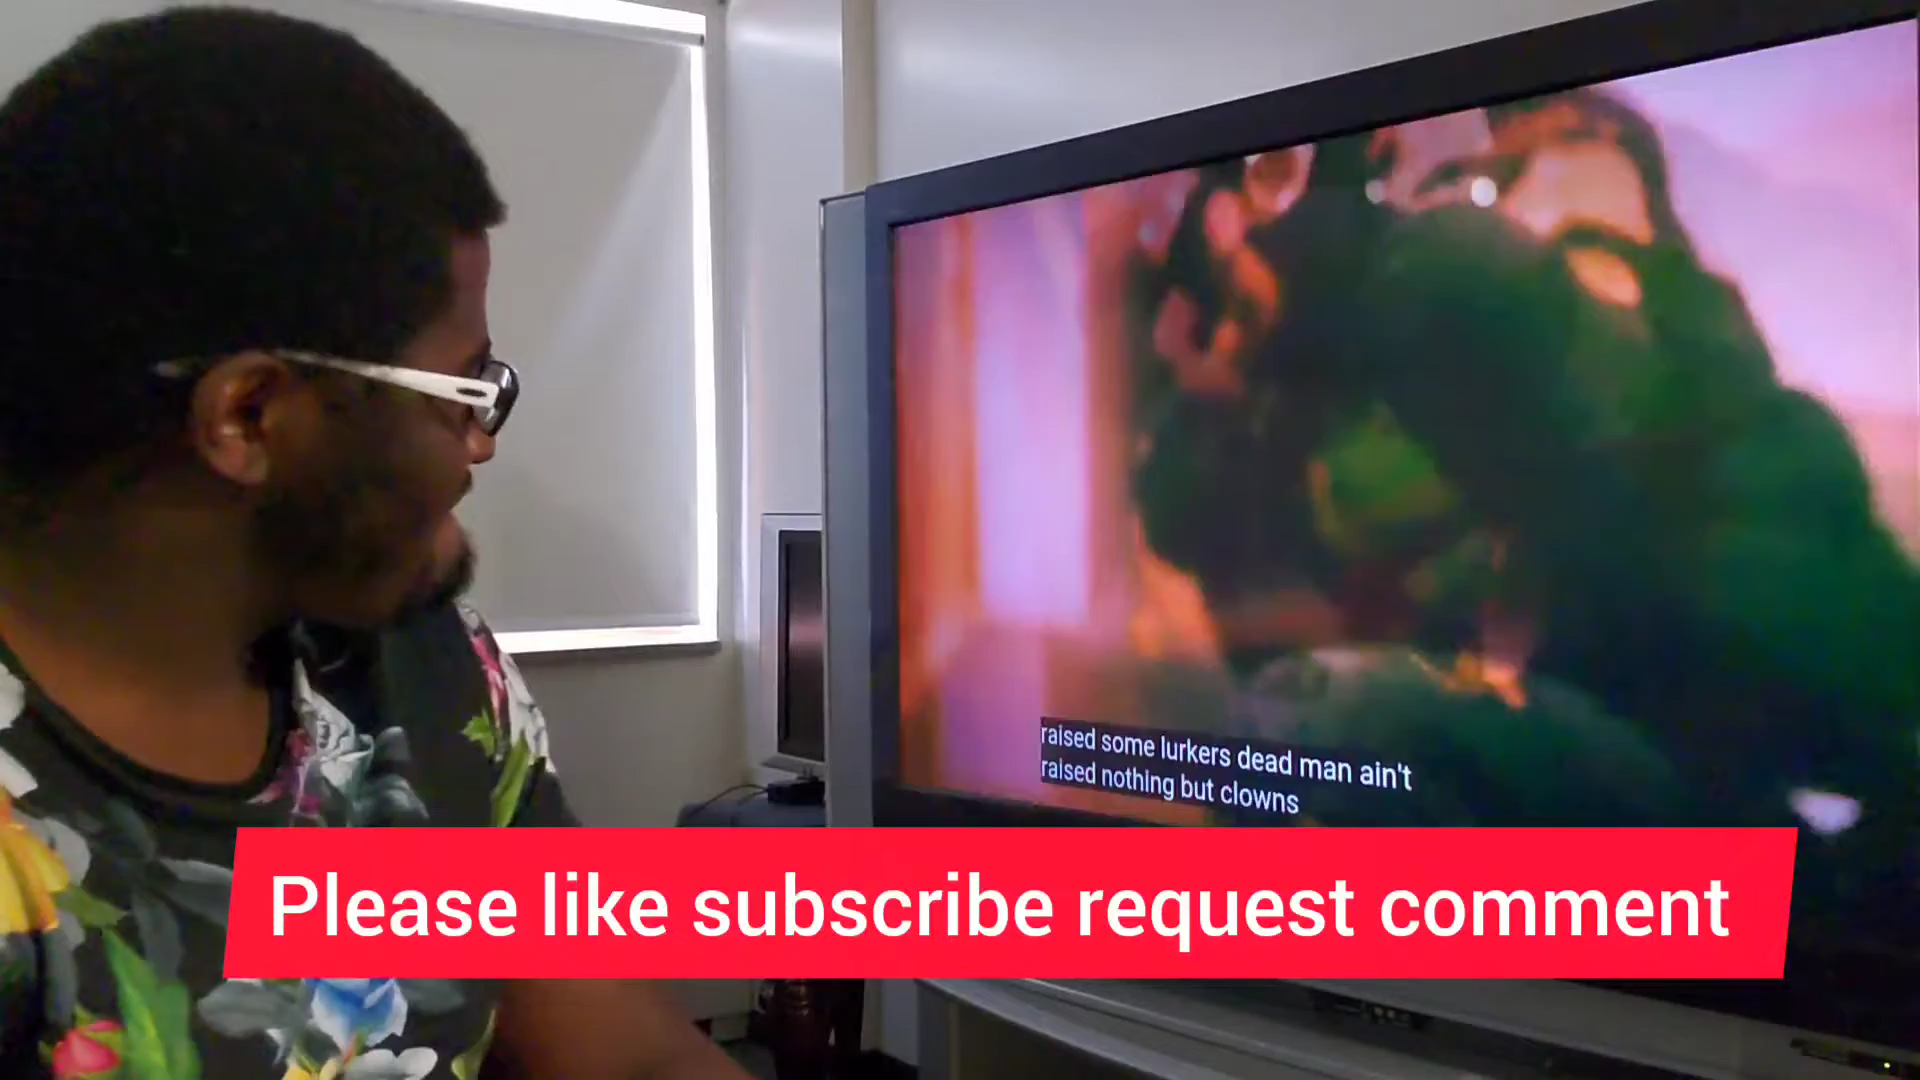 raised some lurkers dead man ain't
raised nothing but clowns
Please like subscribe request comment